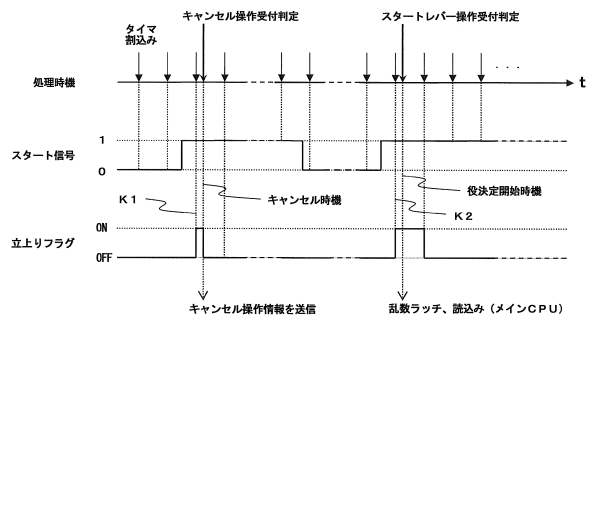 キャンセル操作受付判定
スタートレバー操作受付判定
タイマ
割込み
・・・
処理時機
t
スタート信号
1
0
K1
キャンセル時機
役決定開始時機
K2
立上りフラグ
ON
OFF
キャンセル操作情報を送信
乱数ラッチ、読込み（メインCPU）